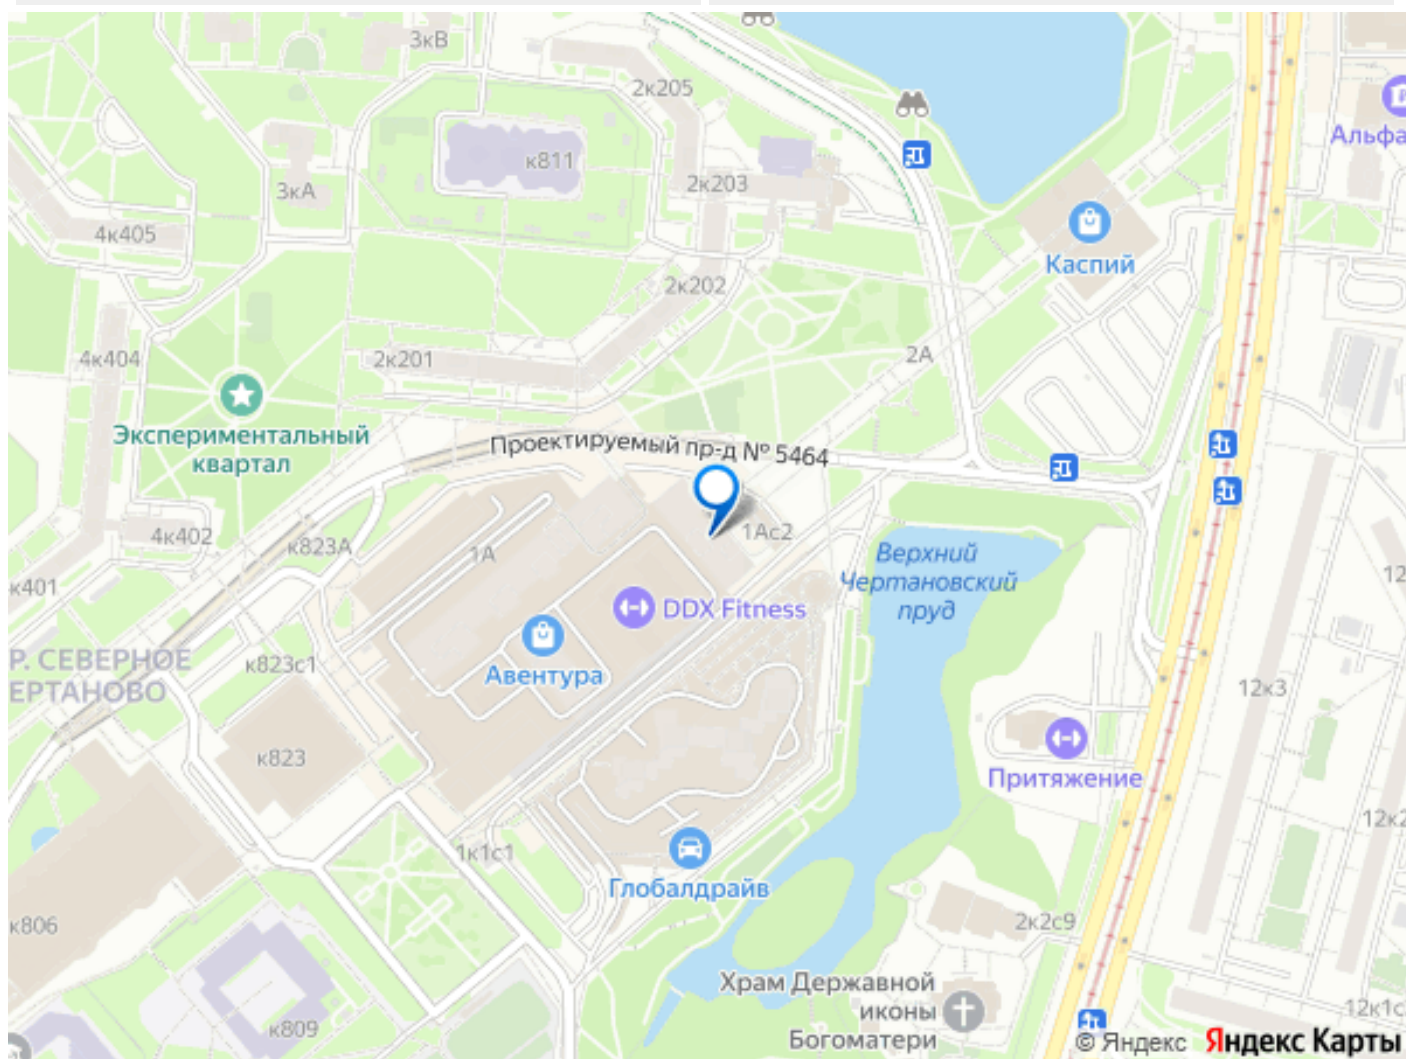 3кВ
2к205
к811
3кА
2к203
Альфа
4к405
Каспий
2к202
4к404
2к201
2А
Экспериментальный
квартал
Проектируемый пр-д № 5464
4к402
к823А
1А
1Ас2
Верхний
Чертановский
пруд
к401
12
DDX Fitness
Р. СЕВЕРНОЕ
ЕРТАНОВО
к823с1
Авентура
12к3
к823
Притяжение
12к2
1к1с1
Глобалдрайв
к806
2к2с9
Храм Державной
иконы
Богоматери
12к1с
к809
© Яндекс Яндекс Карты